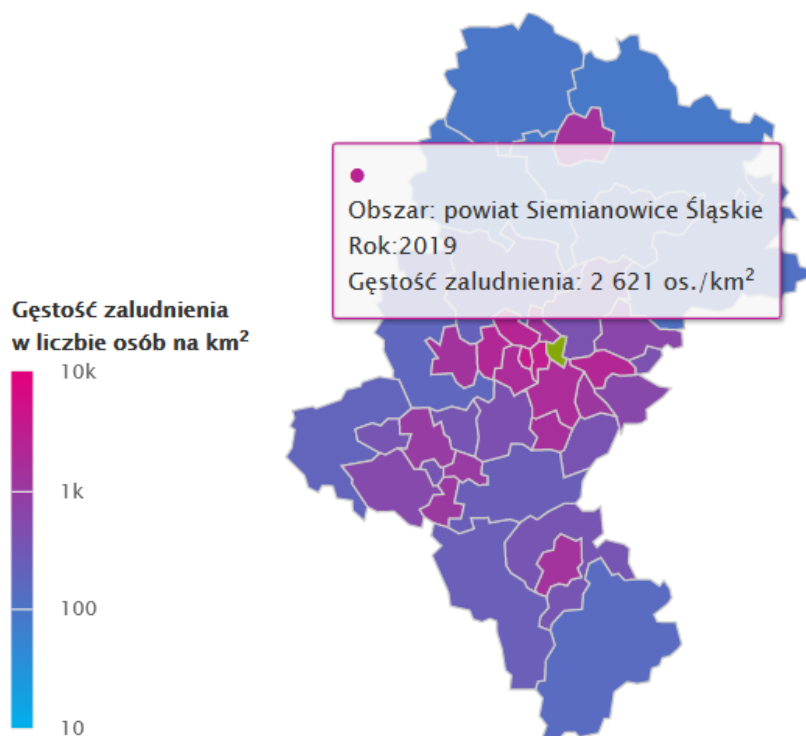 Obszar: powiat Siemianowice Śląskie
Rok:2019
Gęstość zaludnienia: 2 621 os./km²
Gęstość zaludnienia
w liczbie osób na km²
10k
1k
100
10